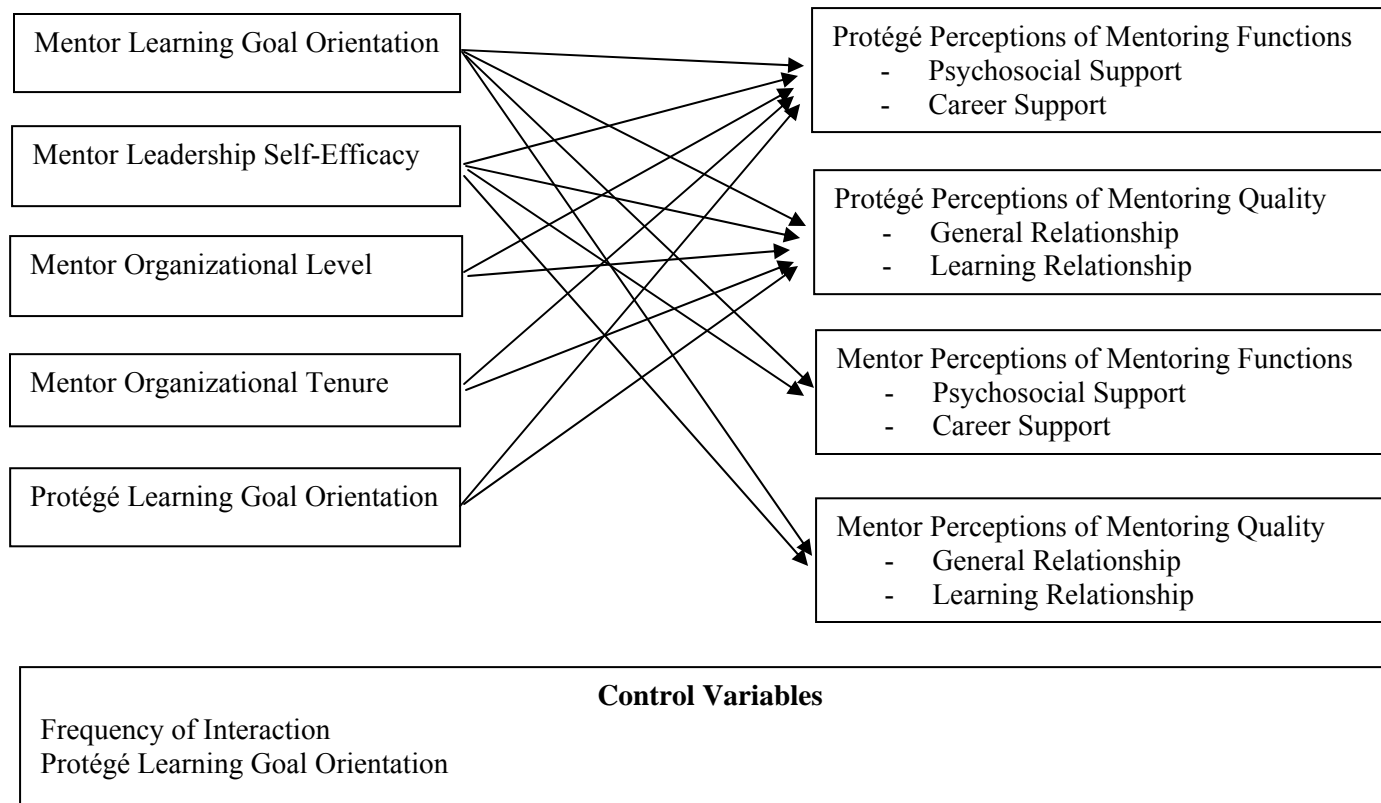 Mentor Learning Goal Orientation
Mentor Leadership Self-Efficacy
Mentor Organizational Level
Mentor Organizational Tenure
Protégé Learning Goal Orientation
Protégé Perceptions of Mentoring Functions
- Psychosocial Support
- Career Support
Protégé Perceptions of Mentoring Quality
- General Relationship
- Learning Relationship
Mentor Perceptions of Mentoring Functions
- Psychosocial Support
- Career Support
Mentor Perceptions of Mentoring Quality
- General Relationship
- Learning Relationship
Control Variables
Frequency of Interaction
Protégé Learning Goal Orientation